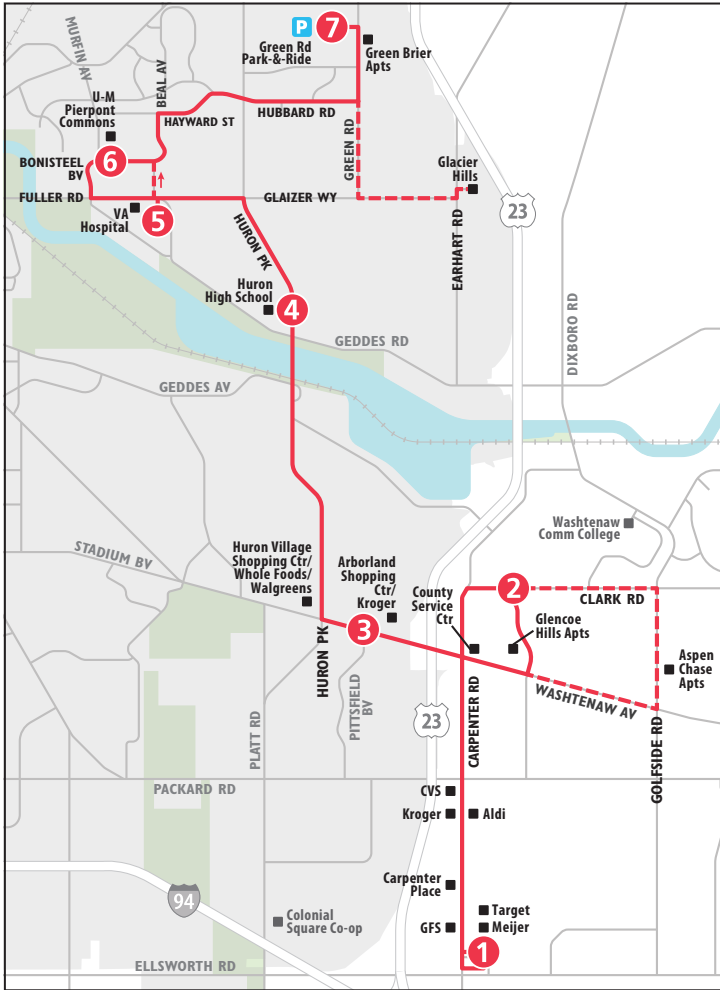 MURFIN AV
BEAL AV
P
7
Green Rd
Park-&-Ride
Green Brier
Apts
U-M
Pierpont
Commons
HAYWARD ST
HUBBARD RD
GREEN RD
BONISTEEL
BV
6
Glacier
Hills
FULLER RD
VA
Hospital
5
GLAIZER WY
23
HURON PK
EARHART RD
Huron
High School
4
GEDDES RD
DIXBORO RD
GEDDES AV
STADIUM BV
Washtenaw
Comm College
Huron Village
Shopping Ctr/
Whole Foods/
Walgreens
Arborland
Shopping
Ctr/
Kroger
County
Service
Ctr
2
CLARK RD
Glencoe
Hills Apts
3
HURON PK
PITTSFIELD
BV
Aspen
Chase
Apts
WASHTENAW AV
CARPENTER RD
23
PLATT RD
GOLFSIDE RD
PACKARD RD
CVS
Kroger
Aldi
Carpenter
Place
94
Colonial
Square Co-op
Target
GFS
Meijer
1
ELLSWORTH RD